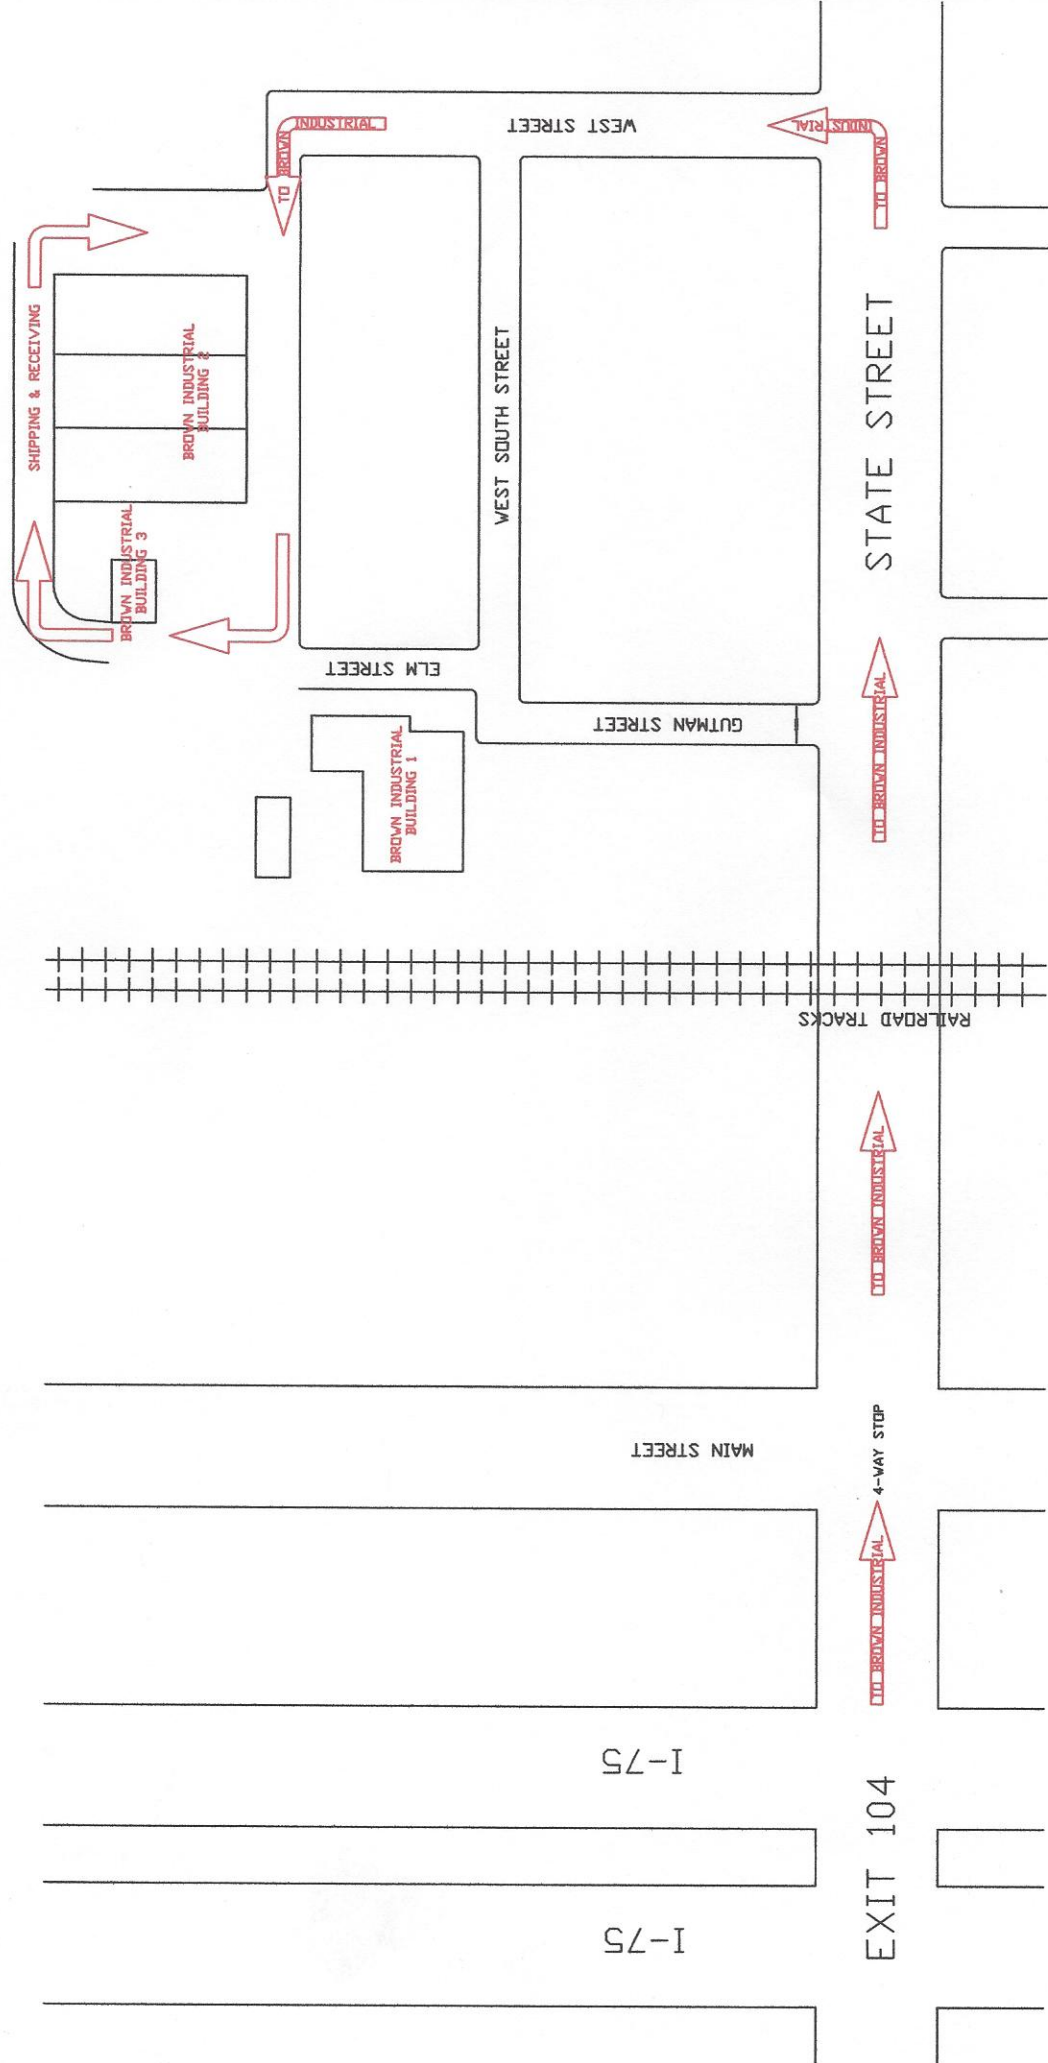 INDUSTRIAL
TO BROWN
WEST STREET
INDUSTRIAL
TO BROWN
SHIPPING & RECEIVING
BROWN INDUSTRIAL
BUILDING 2
WEST SOUTH STREET
STATE STREET
BROWN INDUSTRIAL
BUILDING 3
ELM STREET
GUTMAN STREET
BROWN INDUSTRIAL
BUILDING 1
TO BROWN INDUSTRIAL
RAILROAD TRACKS
TO BROWN INDUSTRIAL
MAIN STREET
4-WAY STOP
TO BROWN INDUSTRIAL
I-75
EXIT 104
I-75